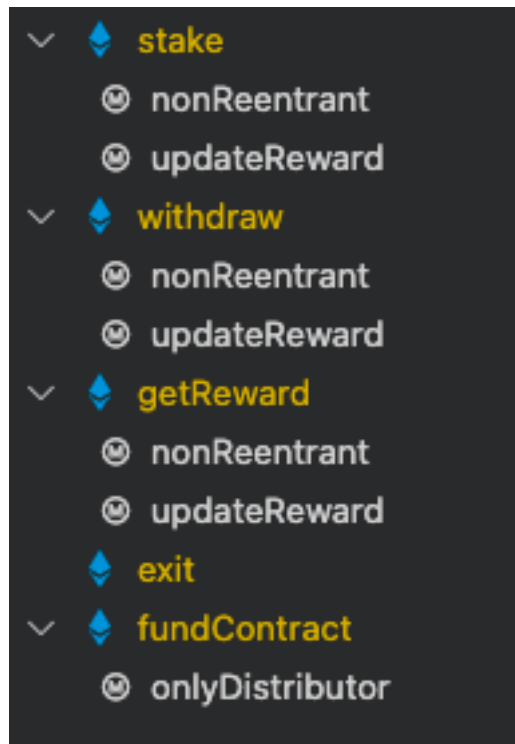 stake
nonReentrant
updateReward
withdraw
nonReentrant
updateReward
getReward
nonReentrant
updateReward
exit
fundContract
onlyDistributor